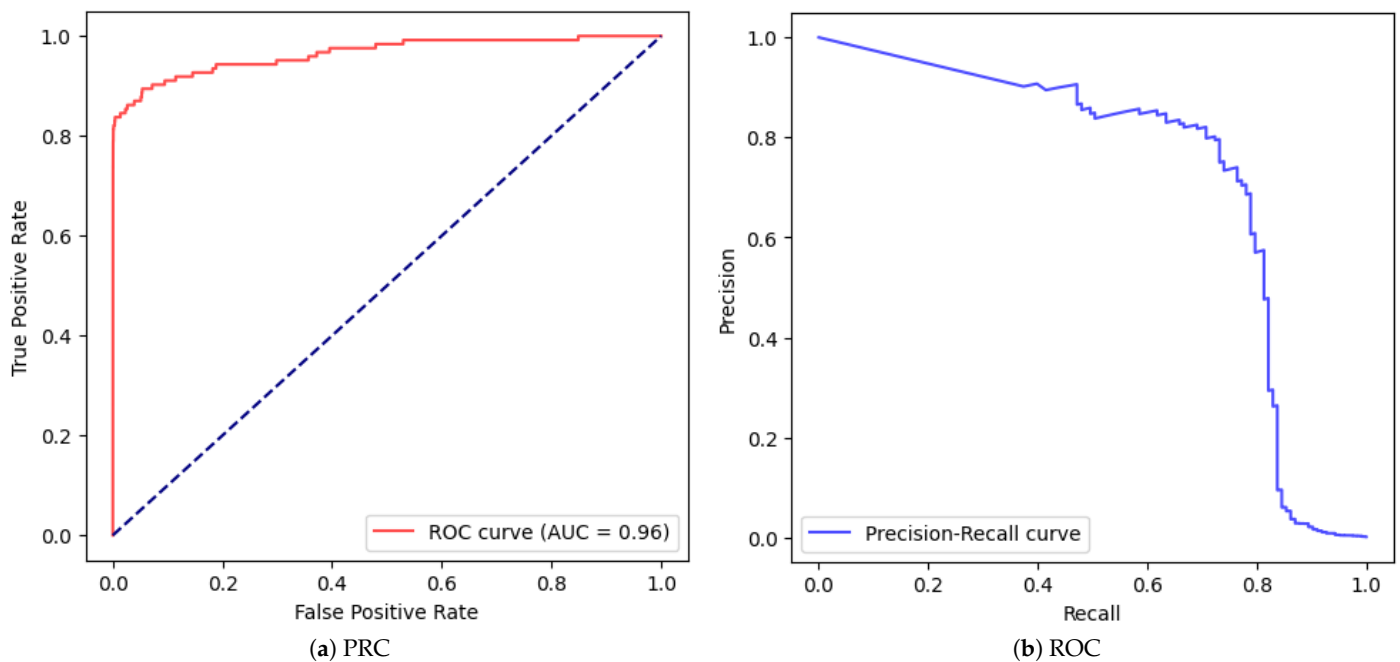 1.0
0.8
0.6
0.4
0.2
0.0
True Positive Rate
ROC curve (AUC = 0.96)
0.0 0.2 0.4 0.6 0.8 1.0
False Positive Rate
(a) PRC
1.0
0.8
0.6
0.4
0.2
0.0
Precision
Precision-Recall curve
0.0 0.2 0.4 0.6 0.8 1.0
Recall
(b) ROC